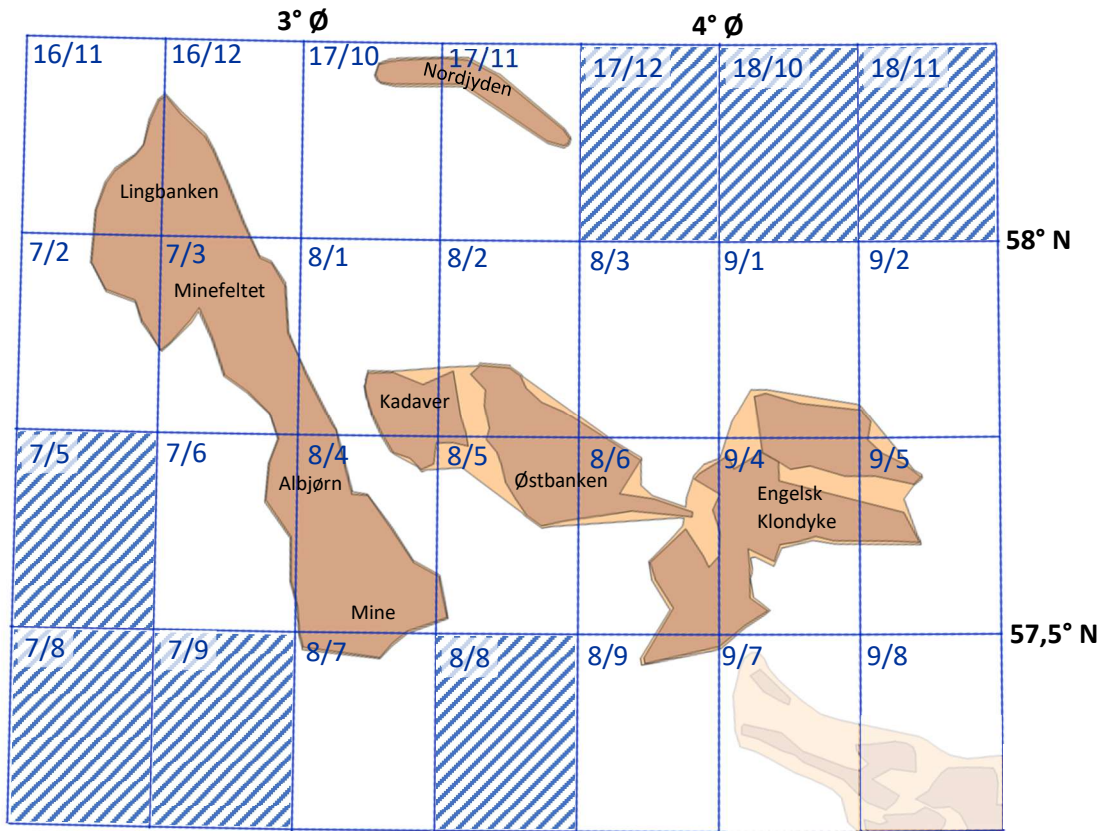 3° Ø
4° Ø
16/11
16/12
17/10
17/11
17/12
18/10
18/11
Nordjyden
Lingbanken
58° N
7/2
7/3
8/1
8/2
8/3
9/1
9/2
Minefeltet
Kadaver
7/5
7/6
8/4
8/5
8/6
9/4
9/5
Albjørn
Østbanken
Engelsk
Klondyke
Mine
57,5° N
7/8
7/9
8/7
8/8
8/9
9/7
9/8